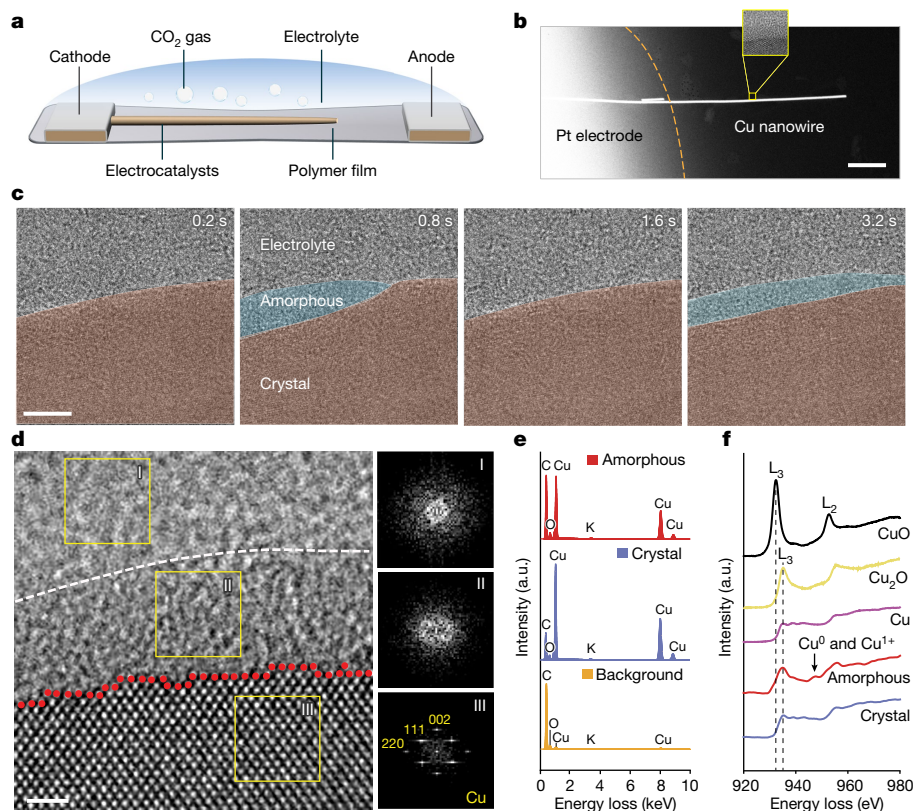 a
CO2 gas
Electrolyte
Cathode
Anode
Electrocatalysts
Polymer film
b
Pt electrode
Cu nanowire
c
0.2 s
0.8 s
1.6 s
3.2 s
Electrolyte
Amorphous
Crystal
d
I
II
III
I
II
III
002
111
220
Cu
e
Amorphous
C Cu
O
K
Cu
Cu
Crystal
Cu
C
O
K
Cu
Cu
Background
C
O
Cu
K
Cu
Intensity (a.u.)
0 2 4 6 8 10
Energy loss (keV)
f
L3
L2
CuO
L3
Cu2O
Cu
Cu0 and Cu1+
Amorphous
Crystal
Intensity (a.u.)
920 940 960 980
Energy loss (eV)